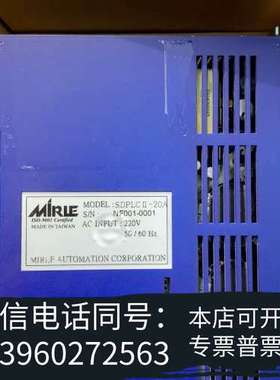 MIRLE
ISO-9001 Certified
MADE IN TAIWAN
MODEL : SDPLC II - 20A
S/N : NF001-0001
AC INPUT : 220V
50 / 60 Hz
MIRLE AUTOMATION CORPORATION
信电话同号:
3960272563
本店可开
专票普票